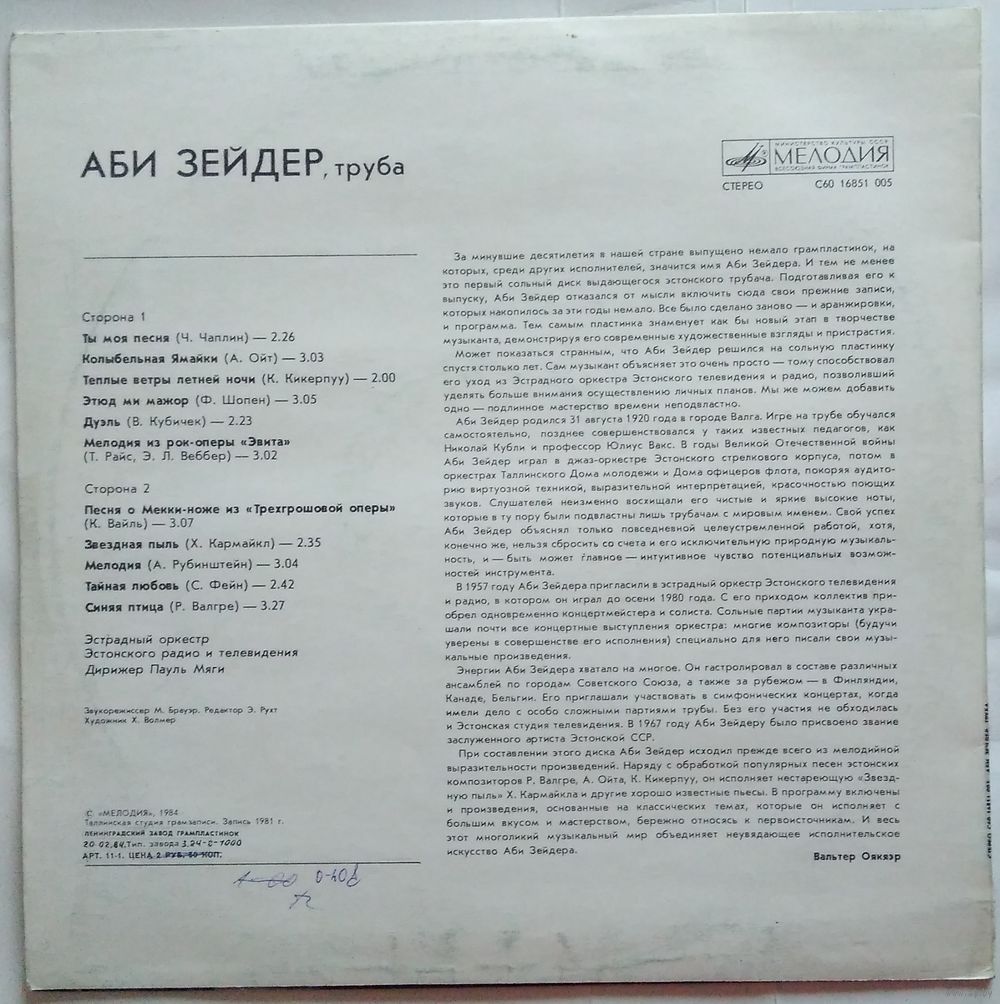 АБИ ЗЕЙДЕР, труба
МИНИСТЕРСТВО КУЛЬТУРЫ СССР
МЕЛОДИЯ
ВСЕСОЮЗНАЯ ФИРМА ГРАМПЛАСТИНОК
СТЕРЕО С60 16851 005
Сторона 1
Ты моя песня (Ч. Чаплин) — 2.26
Колыбельная Ямайки (А. Ойт) — 3.03
Теплые ветры летней ночи (К. Кикерпуу) — 2.00
Этюд ми мажор (Ф. Шопен) — 3.05
Дуэль (В. Кубичек) — 2.23
Мелодия из рок-оперы «Эвита»
(Т. Райс, Э. Л. Веббер) — 3.02
Сторона 2
Песня о Мекки-ноже из «Трехгрошовой оперы»
(К. Вайль) — 3.07
Звездная пыль (Х. Кармайкл) — 2.35
Мелодия (А. Рубинштейн) — 3.04
Тайная любовь (С. Фейн) — 2.42
Синяя птица (Р. Валгре) — 3.27
Эстрадный оркестр
Эстонского радио и телевидения
Дирижер Пауль Мяги
Звукорежиссер М. Брауэр. Редактор Э. Рухт
Художник Х. Волмер
© «МЕЛОДИЯ», 1984
Таллинская студия грамзаписи. Запись 1981 г.
ЛЕНИНГРАДСКИЙ ЗАВОД ГРАМПЛАСТИНОК
20.02.84. Тип. завода З.24-8-1000
АРТ. 11-1. ЦЕНА 2 РУБ. КОП.
За минувшие десятилетия в нашей стране выпущено немало грампластинок, на
которых, среди других исполнителей, значится имя Аби Зейдера. И тем не менее
это первый сольный диск выдающегося эстонского трубача. Подготавливая его к
выпуску, Аби Зейдер отказался от мысли включить сюда свои прежние записи,
которых накопилось за эти годы немало. Все было сделано заново — и аранжировки,
и программа. Тем самым пластинка знаменует как бы новый этап в творчестве
музыканта, демонстрируя его современные художественные взгляды и пристрастия.
Может показаться странным, что Аби Зейдер решился на сольную пластинку
спустя столько лет. Сам музыкант объясняет это очень просто — тому способствовал
его уход из Эстрадного оркестра Эстонского телевидения и радио, позволивший
уделять больше внимания осуществлению личных планов. Мы же можем добавить
одно — подлинное мастерство времени неподвластно.
Аби Зейдер родился 31 августа 1920 года в городе Валга. Игре на трубе обучался
самостоятельно, позднее совершенствовался у таких известных педагогов, как
Николай Кубли и профессор Юлиус Вакс. В годы Великой Отечественной войны
Аби Зейдер играл в джаз-оркестре Эстонского стрелкового корпуса, потом в
оркестрах Таллинского Дома молодежи и Дома офицеров флота, покоряя аудито-
рию виртуозной техникой, выразительной интерпретацией, красочностью поющих
звуков. Слушателей неизменно восхищали его чистые и яркие высокие ноты,
которые в ту пору были подвластны лишь трубачам с мировым именем. Свой успех
Аби Зейдер объяснял только повседневной целеустремленной работой, хотя,
конечно же, нельзя сбросить со счета и его исключительную природную музыкаль-
ность, и — быть может главное — интуитивное чувство потенциальных возмож-
ностей инструмента.
В 1957 году Аби Зейдера пригласили в эстрадный оркестр Эстонского телевидения
и радио, в котором он играл до осени 1980 года. С его приходом коллектив при-
обрел одновременно концертмейстера и солиста. Сольные партии музыканта укра-
шали почти все концертные выступления оркестра: многие композиторы (будучи
уверены в совершенстве его исполнения) специально для него писали свои музы-
кальные произведения.
Энергии Аби Зейдера хватало на многое. Он гастролировал в составе различных
ансамблей по городам Советского Союза, а также за рубежом — в Финляндии,
Канаде, Бельгии. Его приглашали участвовать в симфонических концертах, когда
имели дело с особо сложными партиями трубы. Без его участия не обходилась
и Эстонская студия телевидения. В 1967 году Аби Зейдеру было присвоено звание
заслуженного артиста Эстонской ССР.
При составлении этого диска Аби Зейдер исходил прежде всего из мелодийной
выразительности произведений. Наряду с обработкой популярных песен эстонских
композиторов Р. Валгре, А. Ойта, К. Кикерпуу, он исполняет нестареющую «Звезд-
ную пыль» Х. Кармайкла и другие хорошо известные пьесы. В программу включены
и произведения, основанные на классических темах, которые он исполняет с
большим вкусом и мастерством, бережно относясь к первоисточникам. И весь
этот многоликий музыкальный мир объединяет неувядающее исполнительское
искусство Аби Зейдера.
Вальтер Оякяэр